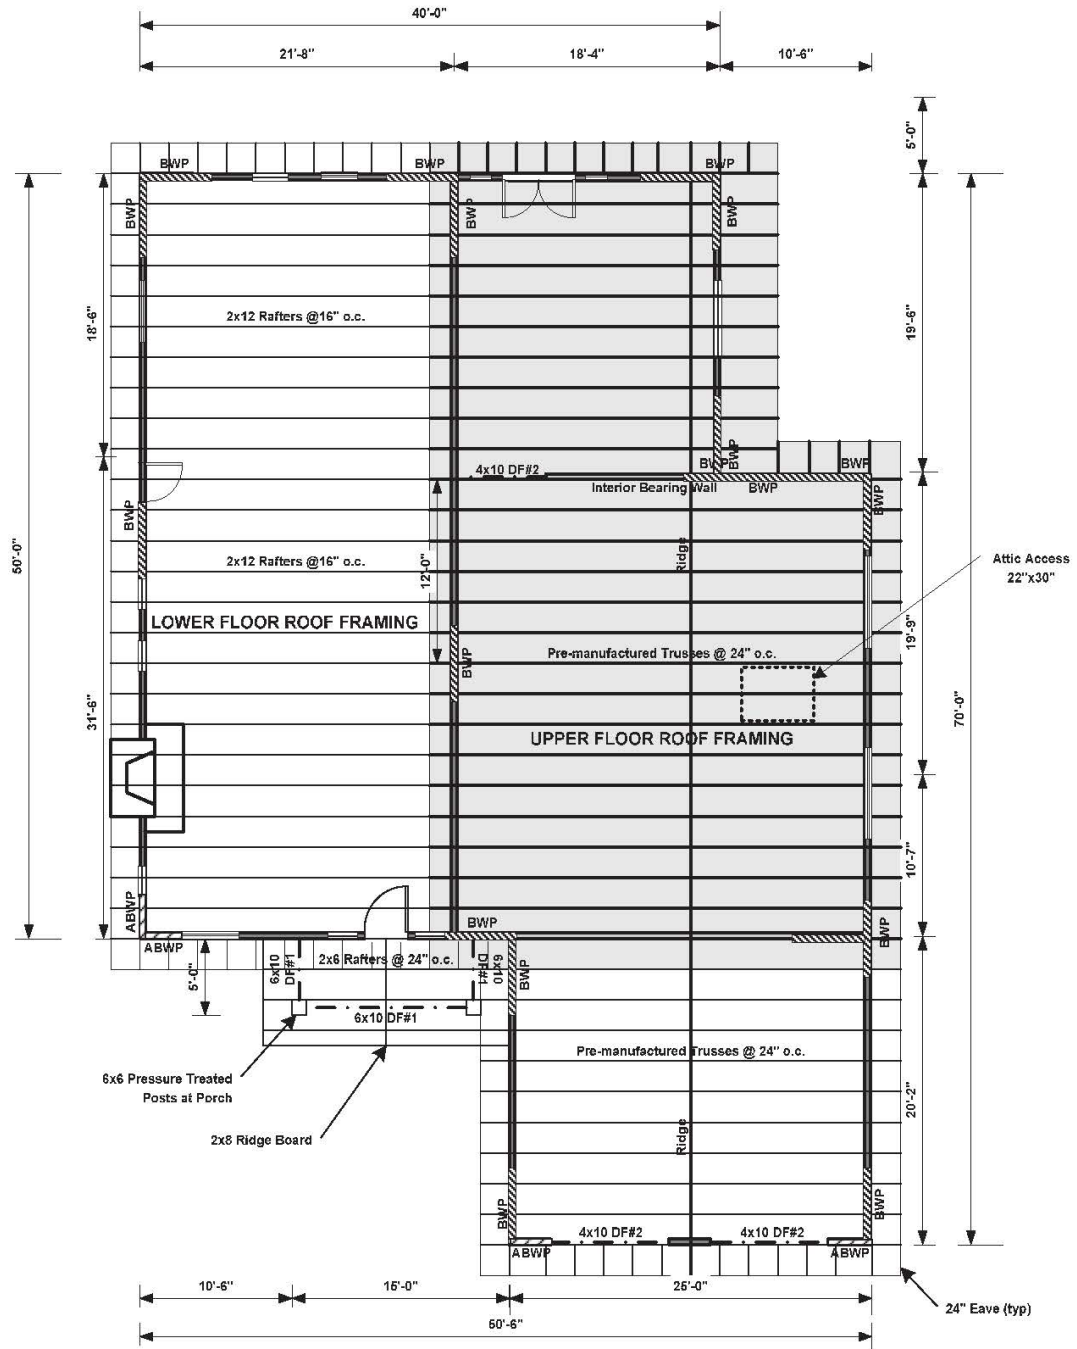 40'-0"
21'-8"
18'-4"
10'-6"
5'-0"
BWP
BWP
BWP
BWP
BWP
BWP
18'-6"
2x12 Rafters @16" o.c.
19'-6"
BWP
BWP
BWP
4x10 DF#2
Interior Bearing Wall
BWP
BWP
BWP
50'-0"
2x12 Rafters @16" o.c.
12'-0"
Ridge
Attic Access
22"x30"
LOWER FLOOR ROOF FRAMING
19'-9"
BWP
Pre-manufactured Trusses @ 24" o.c.
31'-6"
70'-0"
UPPER FLOOR ROOF FRAMING
10'-7"
ABWP
ABWP
BWP
BWP
5'-0"
6x10
DF#1
2x6 Rafters @ 24" o.c.
6x10
DF#1
BWP
6x10 DF#1
Pre-manufactured Trusses @ 24" o.c.
6x6 Pressure Treated
Posts at Porch
2x8 Ridge Board
Ridge
20'-2"
BWP
BWP
4x10 DF#2
4x10 DF#2
ABWP
ABWP
10'-6"
15'-0"
25'-0"
24" Eave (typ)
50'-6"